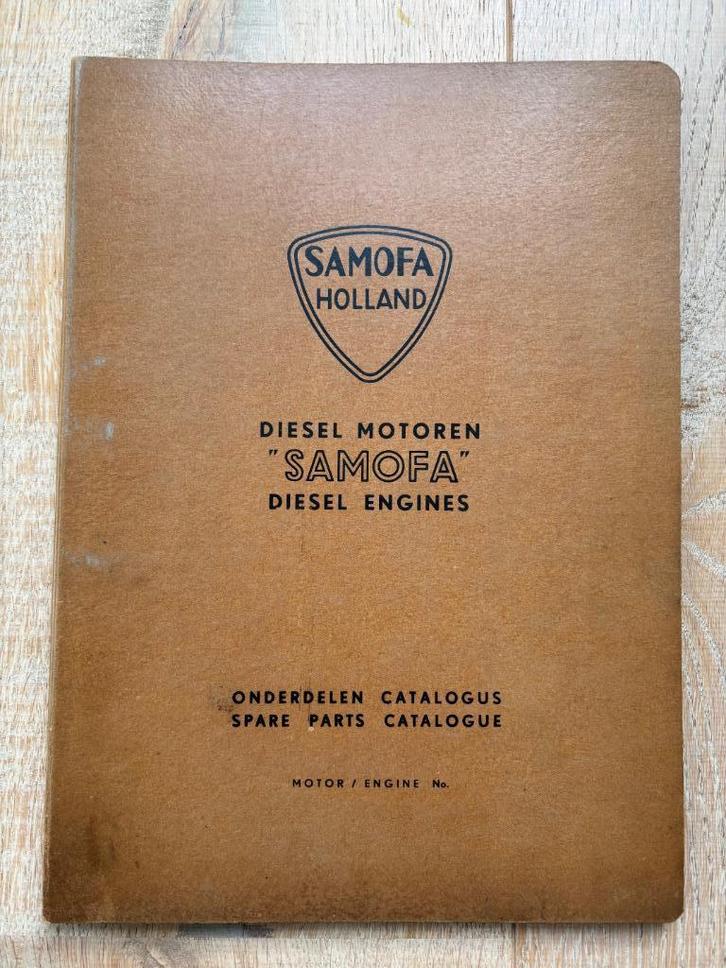 SAMOFA
HOLLAND
DIESEL MOTOREN
"SAMOFA"
DIESEL ENGINES
ONDERDELEN CATALOGUS
SPARE PARTS CATALOGUE
MOTOR / ENGINE No.